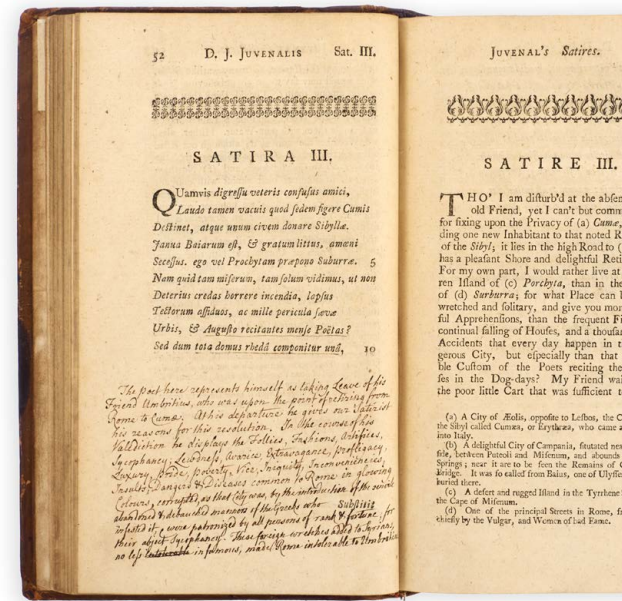 52 D. J. JUVENALIS Sat. III.
SATIRA III.
QUamvis digreſſu veteris confuſus amici,
Laudo tamen vacuis quod ſedem figere Cumis
Deſtinet, atque unum civem donare Sibyllæ.
Janua Baiarum eſt, & gratum littus, amœni
Seceſſus. ego vel Prochytam præpono Suburræ. 5
Nam quid tam miſerum, tam ſolum vidimus, ut non
Deterius credas horrere incendia, lapſus
Tectorum aſſiduos, ac mille pericula ſævæ
Urbis, & Auguſto recitantes menſe Poëtas?
Sed dum tota domus rhedâ componitur unâ, 10
Subſtitit
The Poet here represents himself as taking Leave of his
Friend Umbritius, who was upon the point of retiring from
Rome to Cumæ. At his departure he gives our Satirist
his reasons for this resolution. In the course of his
Valediction he displays the Follies, Fashions, Artifices,
Sycophancy, Lewdness, Avarice, Extravagance, profligacy,
Luxury, Pride, poverty, Vice, Iniquity, Inconveniencies,
Insults, Dangers & Diseases common to Rome in glowing
Colours, corrupted, as that City was, by the introduction of the
abandoned & debauched manners of the Greeks who
infested it, & were patronized by all persons of rank & fortune, for
their abject Sycophancy. These foreign wretches added to
no less intolerable infamous, made Rome intolerable to Umbritius
JUVENAL's Satires.
SATIRE III.
THO' I am diſturb'd at the abſen
old Friend, yet I can't but comm
for fixing upon the Privacy of (a) Cumæ,
ding one new Inhabitant to that noted R
of the Sibyl; it lies in the high Road to (
has a pleaſant Shore and delightful Reti
For my own part, I would rather live at
ren Iſland of (c) Porchyta, than in the
of (d) Surburra; for what Place can b
wretched and ſolitary, and give you mor
ful Apprehenſions, than the frequent Fi
continual falling of Houſes, and a thouſan
Accidents that every day happen in t
gerous City, but eſpecially than that
ble Cuſtom of the Poets reciting the
ſes in the Dog-days? My Friend wai
the poor little Cart that was ſufficient t
(a) A City of Æolis, oppoſite to Leſbos, the C
the Sibyl called Cumæa, or Erythræa, who came a
into Italy.
(b) A delightful City of Campania, ſituated near
ſide, between Puteoli and Miſenum, and abounds
Springs; near it are to be ſeen the Remains of C
Bridge. It was ſo called from Baius, one of Ulyſſe
buried there.
(c) A deſert and rugged Iſland in the Tyrrhene
the Cape of Miſenum.
(d) One of the principal Streets in Rome, fr
chiefly by the Vulgar, and Women of bad Fame.